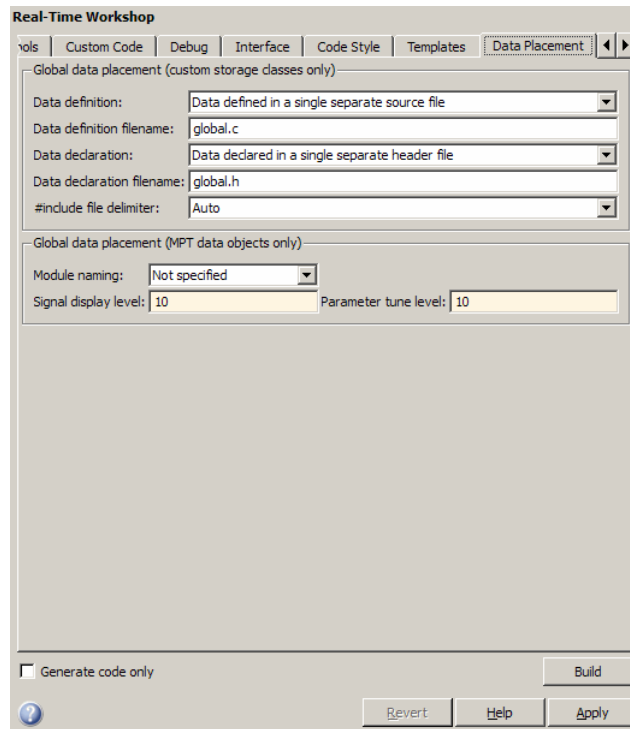 Real-Time Workshop
ols Custom Code Debug Interface Code Style Templates Data Placement
Global data placement (custom storage classes only)
Data definition: Data defined in a single separate source file
Data definition filename: global.c
Data declaration: Data declared in a single separate header file
Data declaration filename: global.h
#include file delimiter: Auto
Global data placement (MPT data objects only)
Module naming: Not specified
Signal display level: 10 Parameter tune level: 10
Generate code only Build
? Revert Help Apply